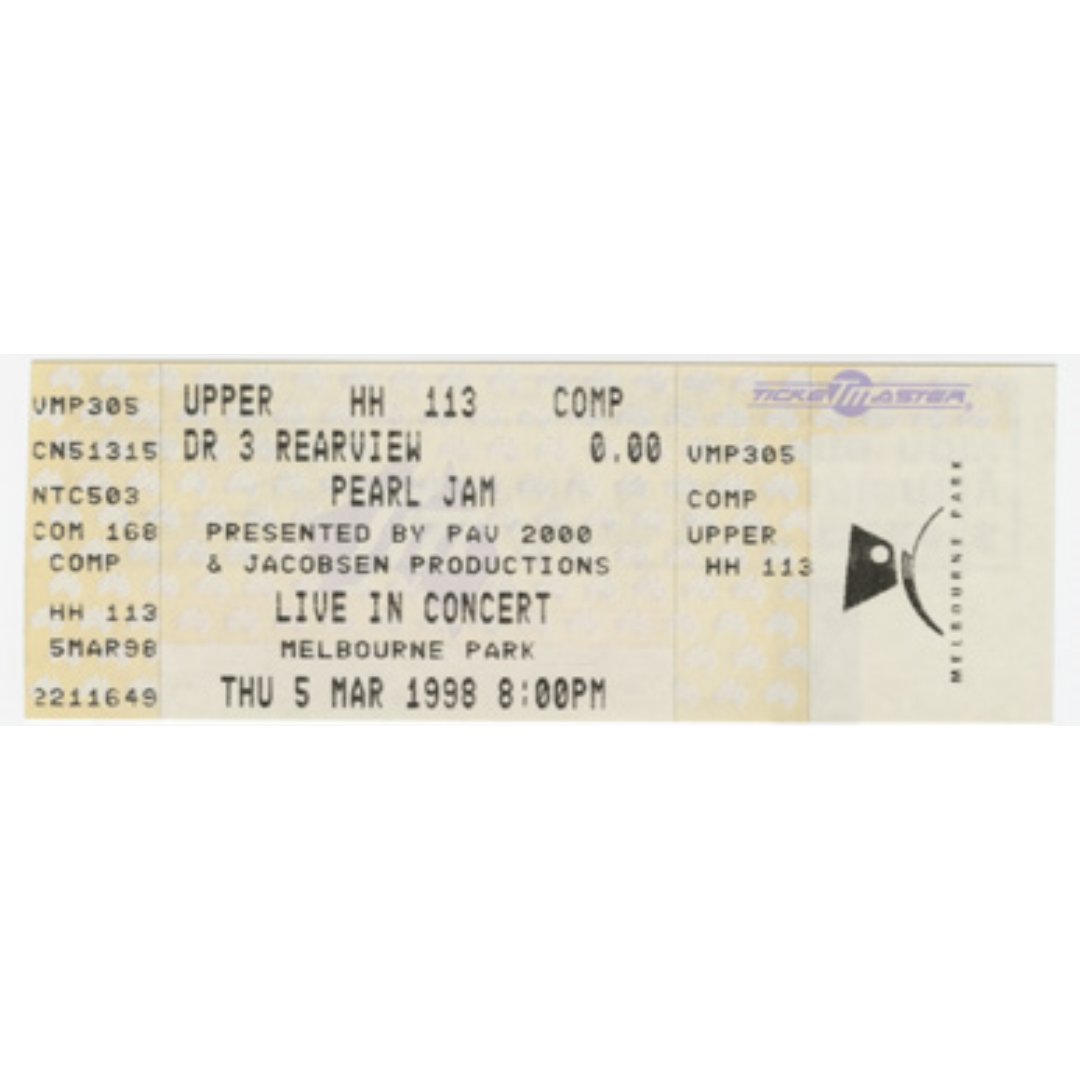 VMP305
CN51315
NTC503
COM 168
COMP
HH 113
5MAR98
2211649
UPPER HH 113 COMP
DR 3 REARVIEW 0.00
PEARL JAM
PRESENTED BY PAV 2000
& JACOBSEN PRODUCTIONS
LIVE IN CONCERT
MELBOURNE PARK
THU 5 MAR 1998 8:00PM
TICKETMASTER
VMP305
COMP
UPPER
HH 113
MELBOURNE PARK